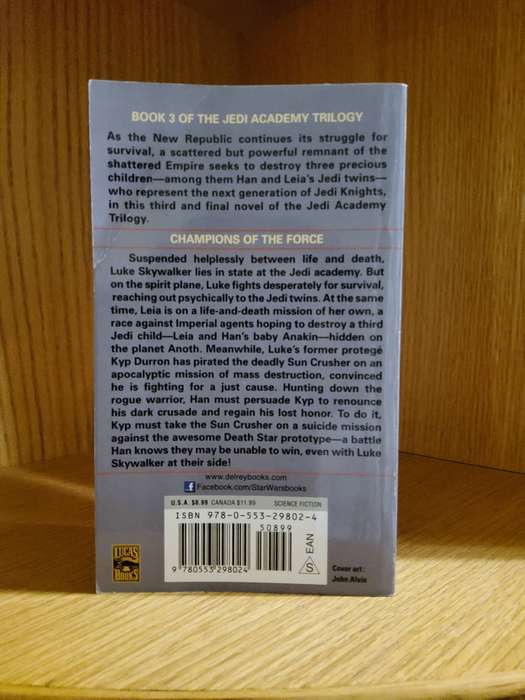 BOOK 3 OF THE JEDI ACADEMY TRILOGY
As the New Republic continues its struggle for
survival, a scattered but powerful remnant of the
shattered Empire seeks to destroy three precious
children—among them Han and Leia's Jedi twins—
who represent the next generation of Jedi Knights,
in this third and final novel of the Jedi Academy
Trilogy.
CHAMPIONS OF THE FORCE
Suspended helplessly between life and death,
Luke Skywalker lies in state at the Jedi academy. But
on the spirit plane, Luke fights desperately for survival,
reaching out psychically to the Jedi twins. At the same
time, Leia is on a life-and-death mission of her own, a
race against Imperial agents hoping to destroy a third
Jedi child—Leia and Han's baby Anakin—hidden on
the planet Anoth. Meanwhile, Luke's former protegé
Kyp Durron has pirated the deadly Sun Crusher on an
apocalyptic mission of mass destruction, convinced
he is fighting for a just cause. Hunting down the
rogue warrior, Han must persuade Kyp to renounce
his dark crusade and regain his lost honor. To do it,
Kyp must take the Sun Crusher on a suicide mission
against the awesome Death Star prototype—a battle
Han knows they may be unable to win, even with Luke
Skywalker at their side!
www.delreybooks.com
f Facebook.com/StarWarsbooks
U.S.A. $8.99 CANADA $11.99 SCIENCE FICTION
ISBN 978-0-553-29802-4
50899
9 780553 298024
S EAN
LUCAS
BOOKS
Cover art:
John Alvin